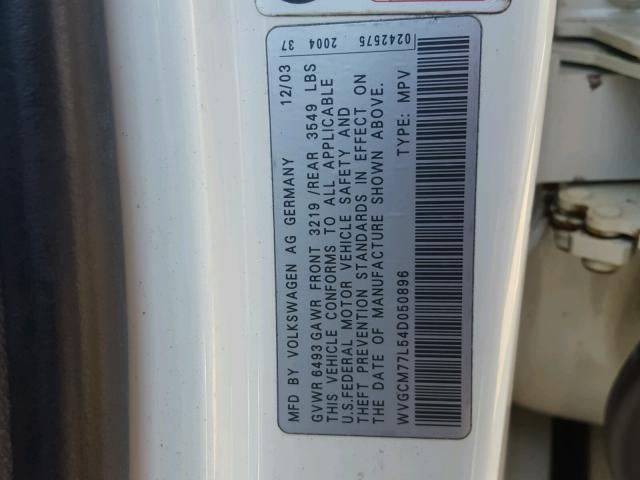 37 2004 0242575
MFD BY VOLKSWAGEN AG GERMANY 12/03
GVWR 6493 GAWR FRONT 3219 /REAR 3549 LBS
THIS VEHICLE CONFORMS TO ALL APPLICABLE
U.S.FEDERAL MOTOR VEHICLE SAFETY AND
THEFT PREVENTION STANDARDS IN EFFECT ON
THE DATE OF MANUFACTURE SHOWN ABOVE.
WVGCM77L54D050896 TYPE: MPV